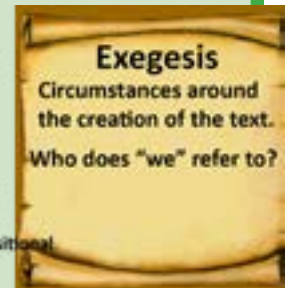 Exegesis
Circumstances around
the creation of the text.
Who does "we" refer to?